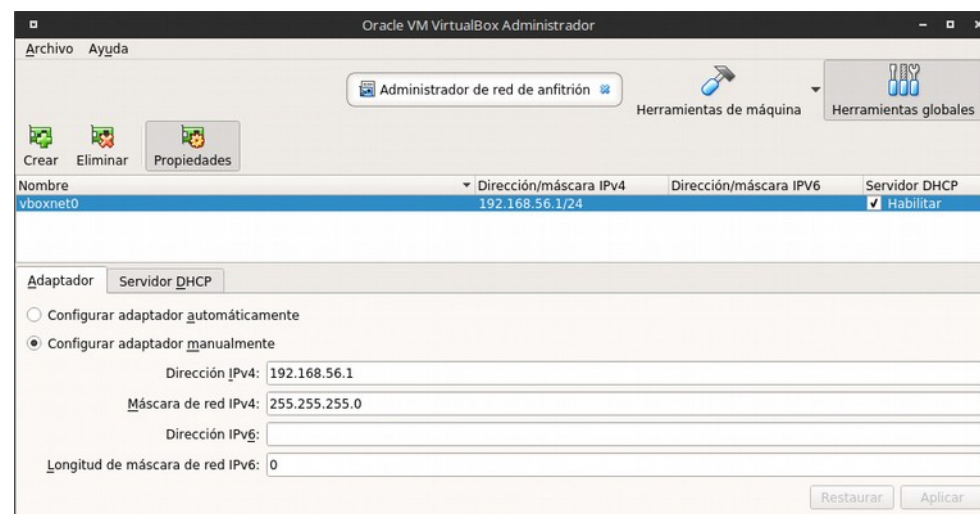 Oracle VM VirtualBox Administrador
Archivo Ayuda
Administrador de red de anfitrión
Herramientas de máquina
Herramientas globales
Crear Eliminar Propiedades
Nombre Dirección/máscara IPv4 Dirección/máscara IPV6 Servidor DHCP
vboxnet0 192.168.56.1/24 Habilitar
Adaptador Servidor DHCP
Configurar adaptador automáticamente
Configurar adaptador manualmente
Dirección IPv4: 192.168.56.1
Máscara de red IPv4: 255.255.255.0
Dirección IPv6:
Longitud de máscara de red IPv6: 0
Restaurar Aplicar